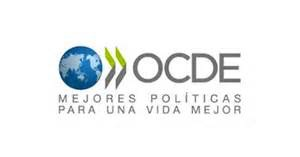 OCDE
MEJORES POLÍTICAS
PARA UNA VIDA MEJOR